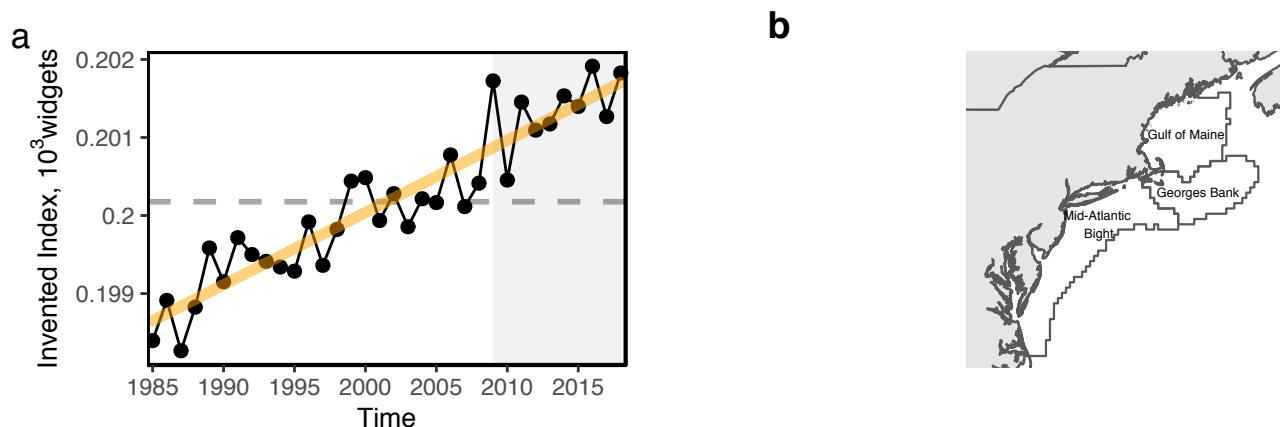 a
Invented Index, 10³widgets
0.202
0.201
0.2
0.199
1985 1990 1995 2000 2005 2010 2015
Time
b
Gulf of Maine
Georges Bank
Mid-Atlantic
Bight